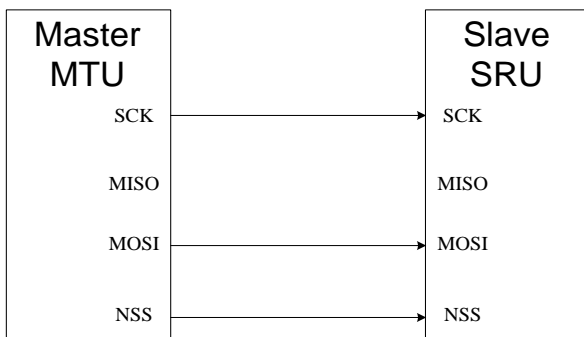 Master
MTU
SCK
MISO
MOSI
NSS
Slave
SRU
SCK
MISO
MOSI
NSS